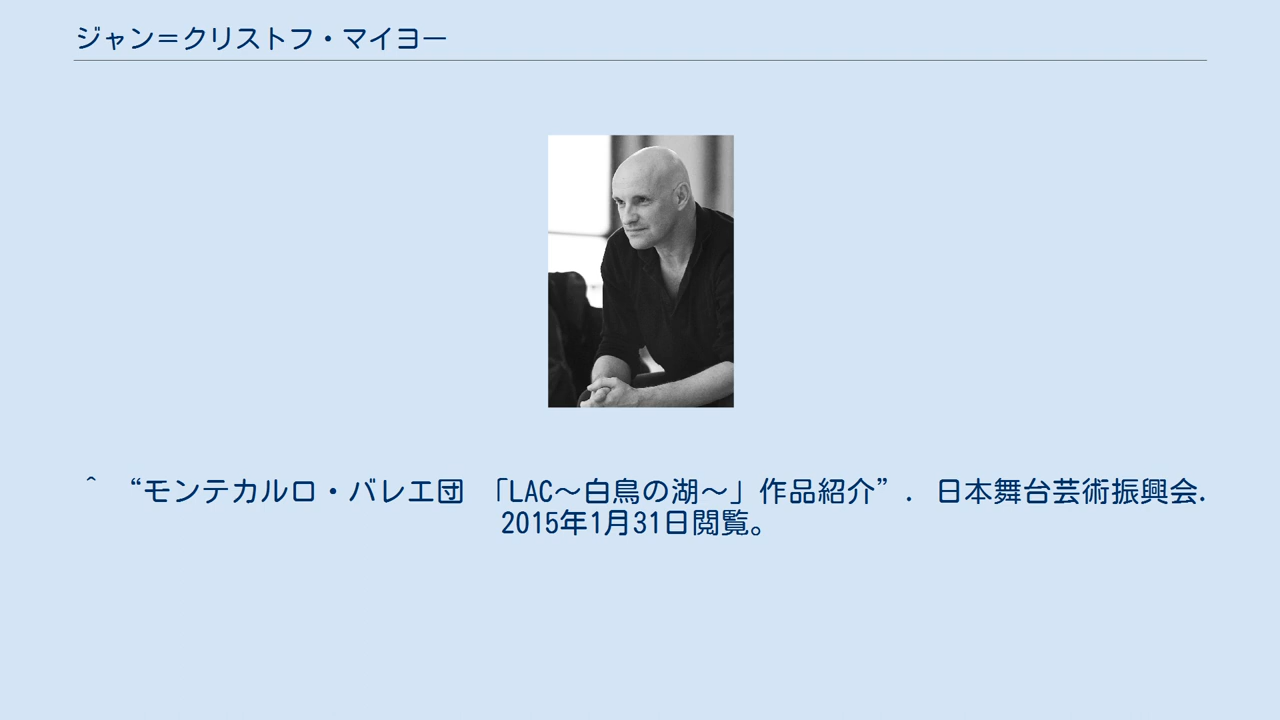 ジャン＝クリストフ・マイヨー
^ “モンテカルロ・バレエ団 「LAC～白鳥の湖～」作品紹介”. 日本舞台芸術振興会.
2015年1月31日閲覧。